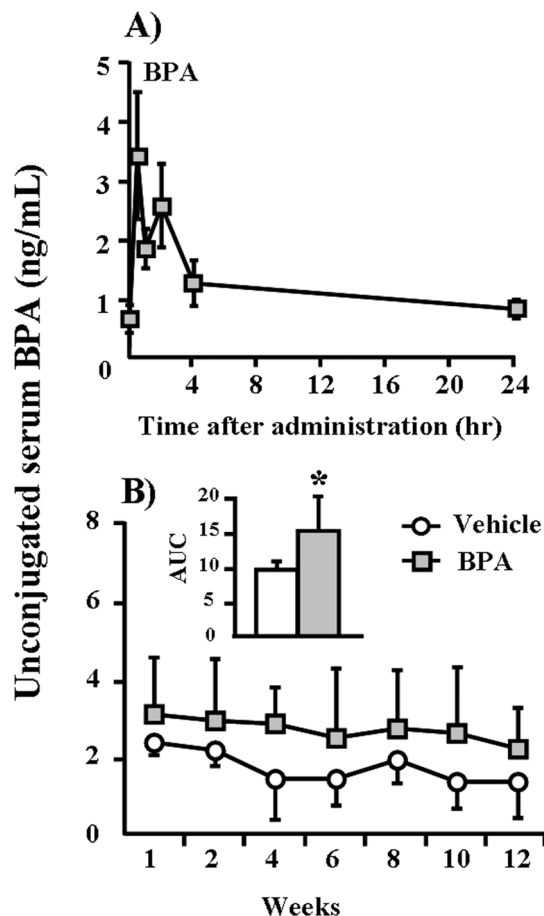 A)
BPA
5
4
3
2
1
0
4 8 12 16 20 24
Time after administration (hr)
Unconjugated serum BPA (ng/mL)
B)
*
20
15
10
5
0
AUC
Vehicle
BPA
8
6
4
2
0
1 2 4 6 8 10 12
Weeks